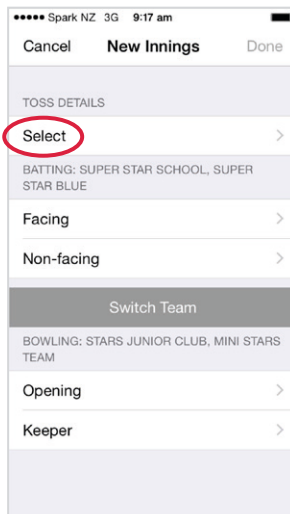 Spark NZ 3G 9:17 am
Cancel New Innings Done
TOSS DETAILS
Select
BATTING: SUPER STAR SCHOOL, SUPER
STAR BLUE
Facing
Non-facing
Switch Team
BOWLING: STARS JUNIOR CLUB, MINI STARS
TEAM
Opening
Keeper